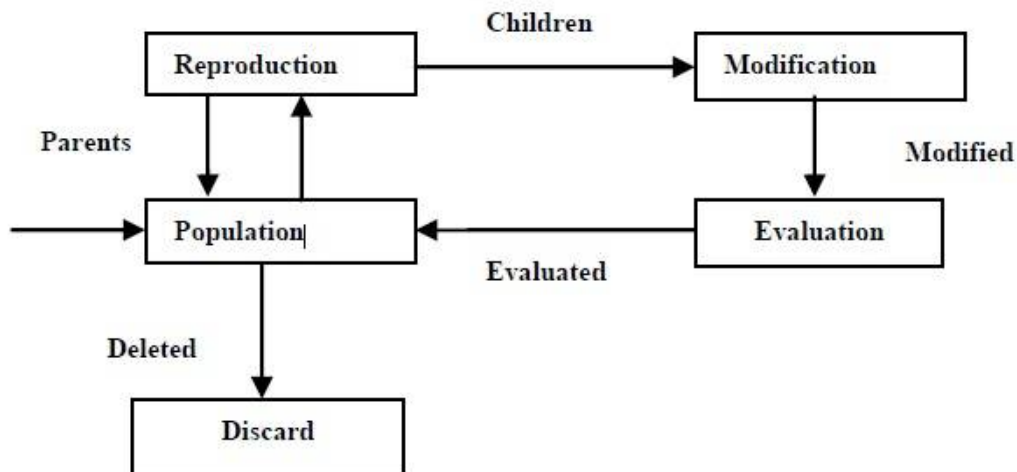 Children
Reproduction
Modification
Parents
Modified
Population
Evaluation
Evaluated
Deleted
Discard